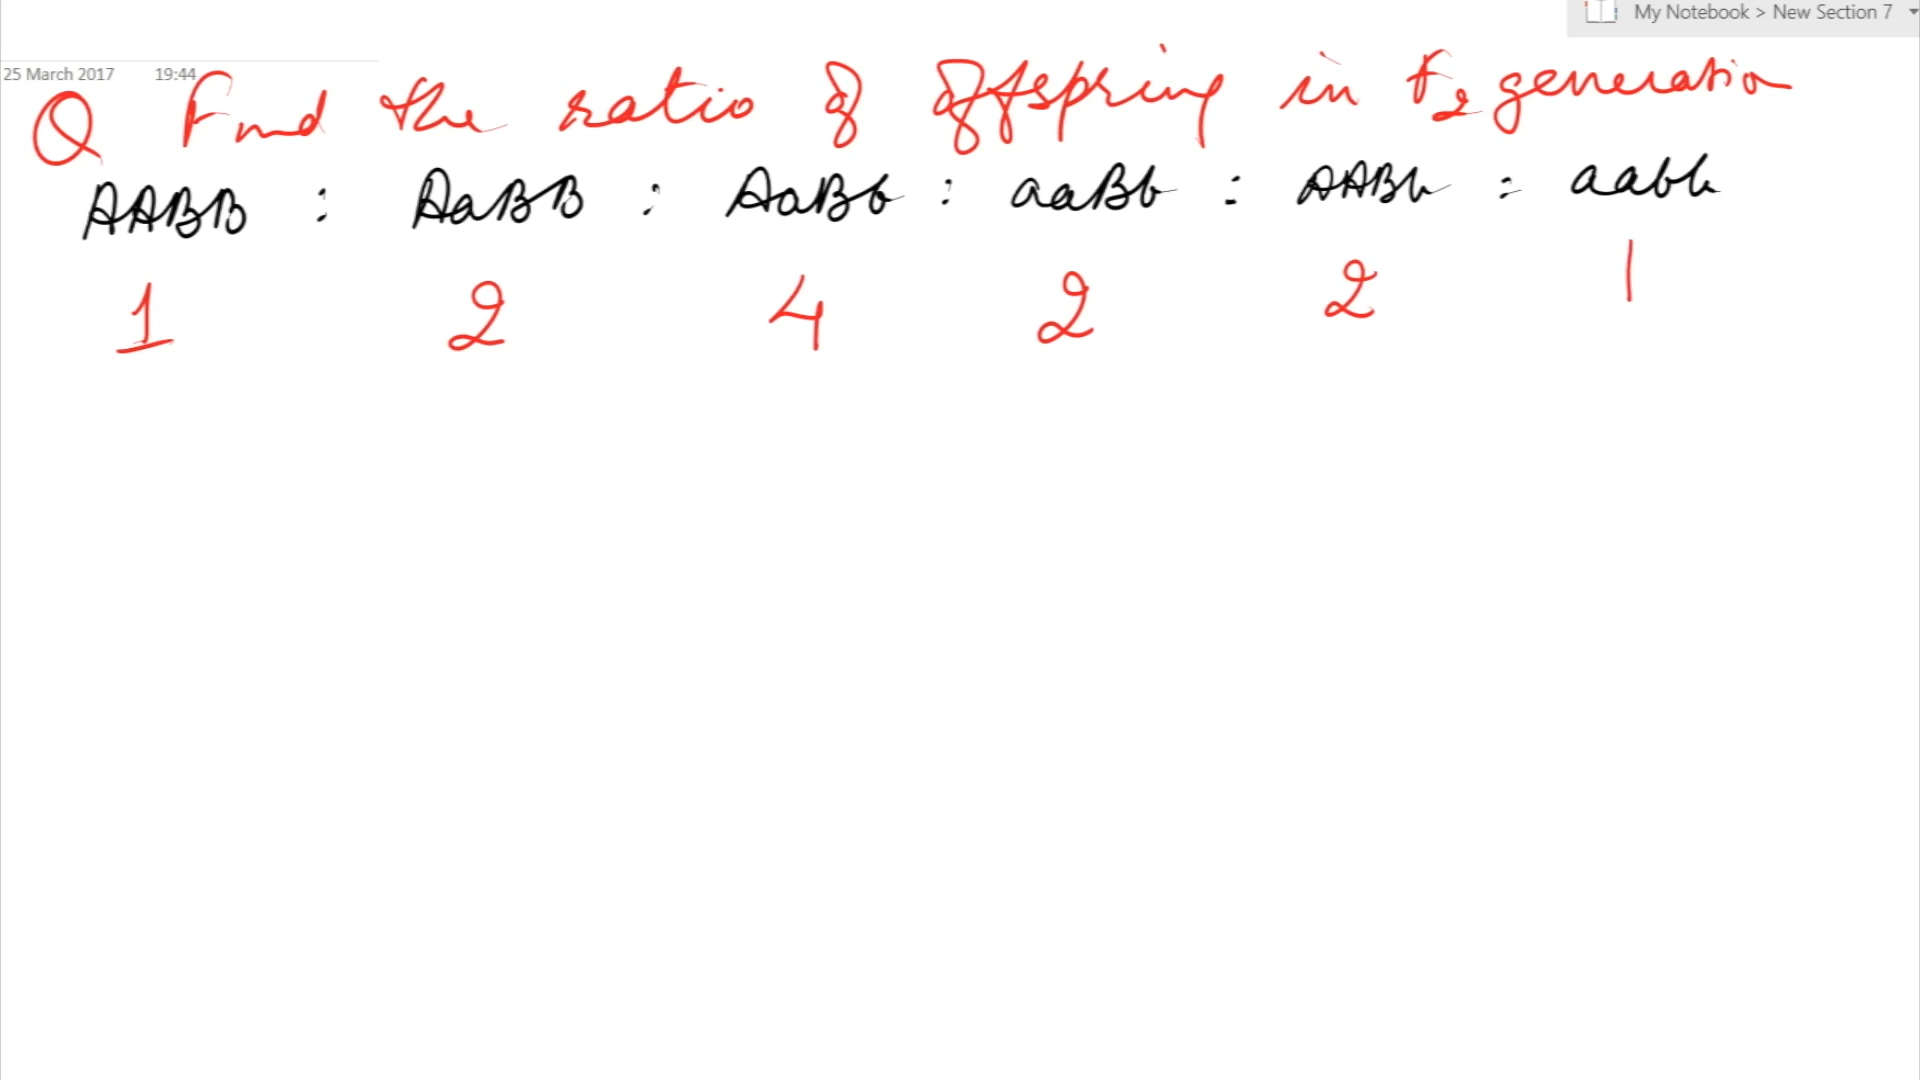 My Notebook > New Section 7
25 March 2017 19:44
Q Find the ratio of offspring in F2 generation
AABB : AaBB : AaBb : aaBb : AABb : aabb
1 2 4 2 2 1